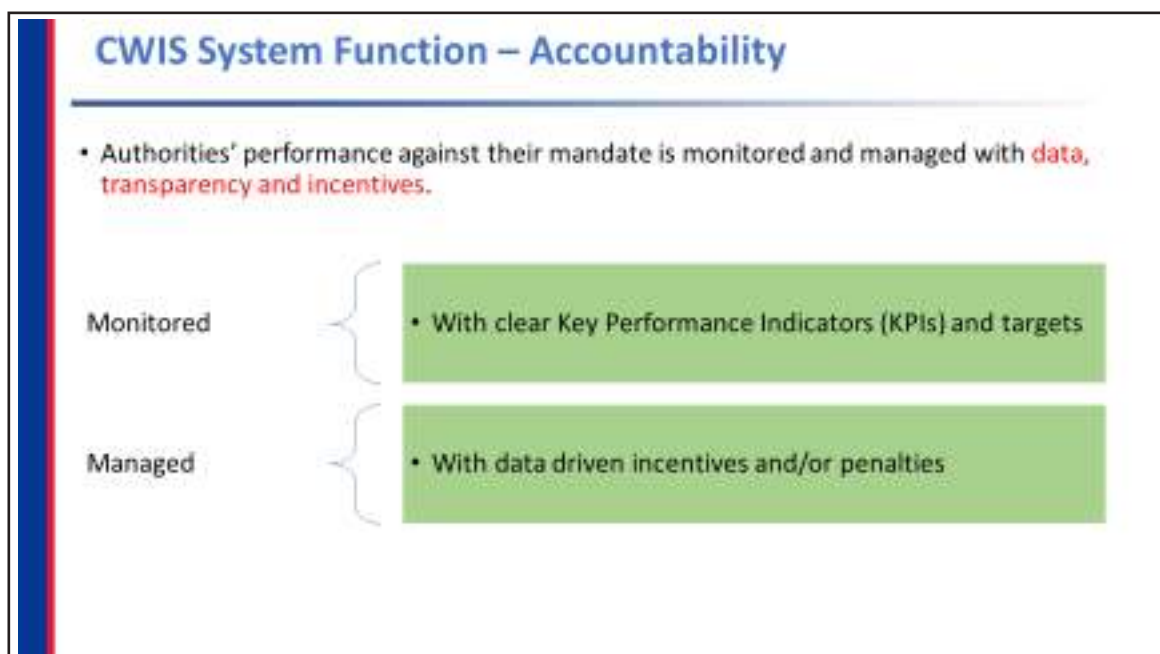 CWIS System Function – Accountability
• Authorities' performance against their mandate is monitored and managed with data,
transparency and incentives.
Monitored
• With clear Key Performance Indicators (KPIs) and targets
Managed
• With data driven incentives and/or penalties